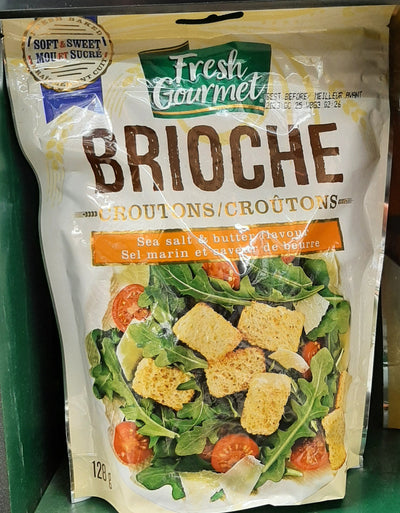 SOFT & SWEET
MOU ET SUCRÉ
Fresh
Gourmet
BEST BEFORE/ MEILLEUR AVANT
BRIOCHE
CROUTONS/CROÛTONS
Sea salt & butter flavour
Sel marin et saveur de beurre
128 g